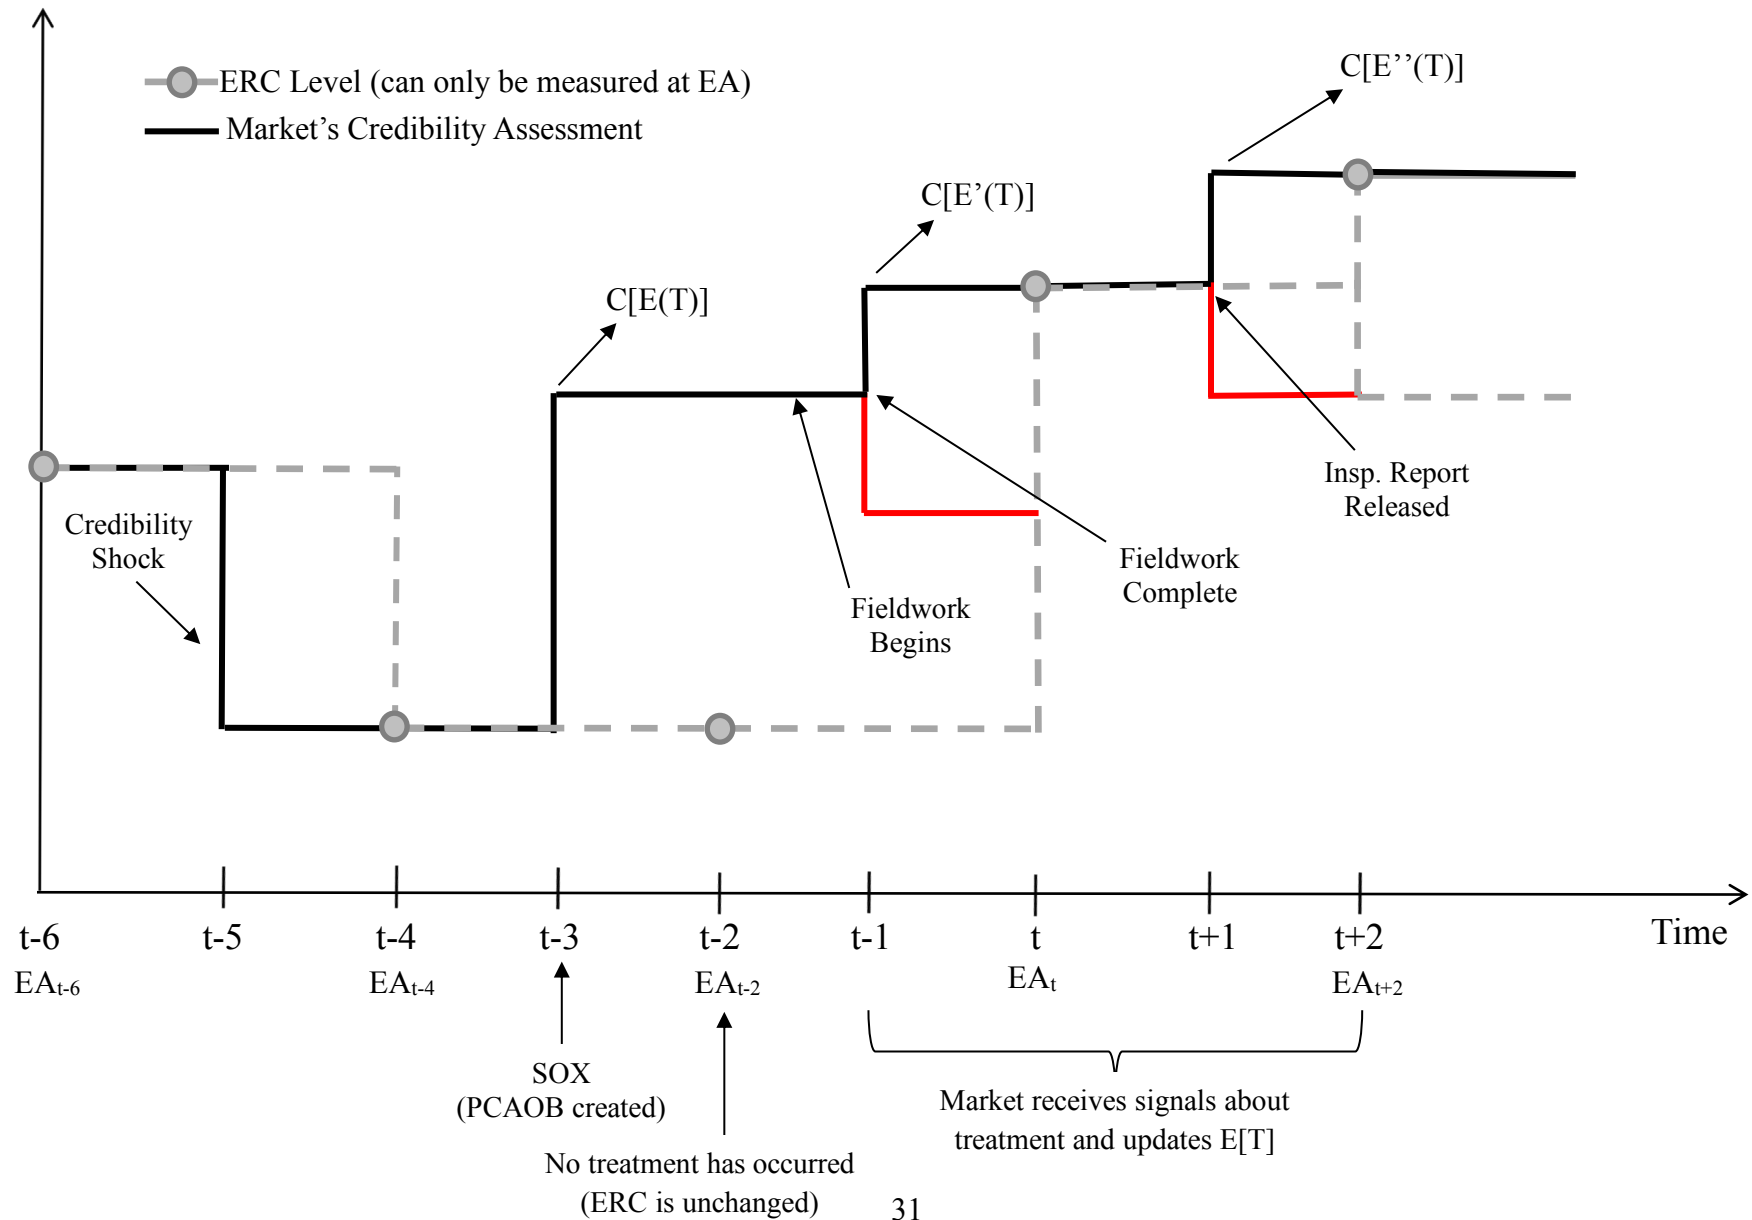 C[E’’(T)]
ERC Level (can only be measured at EA)
Market’s Credibility Assessment
C[E’(T)]
C[E(T)]
Credibility
Shock
Insp. Report
Released
Fieldwork
Complete
Fieldwork
Begins
t-6 t-5 t-4 t-3 t-2 t-1 t t+1 t+2 Time
EAt-6 EAt-4 EAt-2 EAt EAt+2
SOX
(PCAOB created)
Market receives signals about
treatment and updates E[T]
No treatment has occurred
(ERC is unchanged)
31